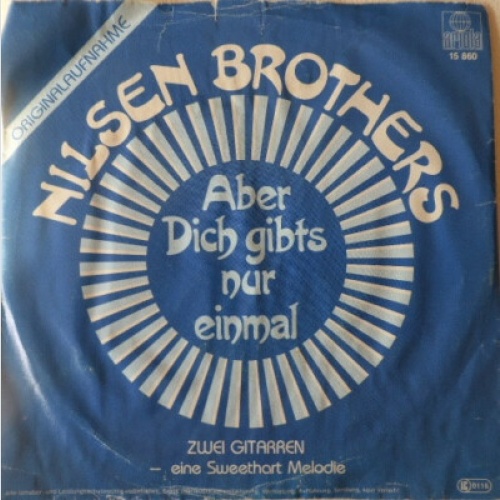 ORIGINALAUFNAHME
ariola
15 860
NILSEN BROTHERS
Aber
Dich gibts
nur
einmal
ZWEI GITARREN
– eine Sweethart Melodie